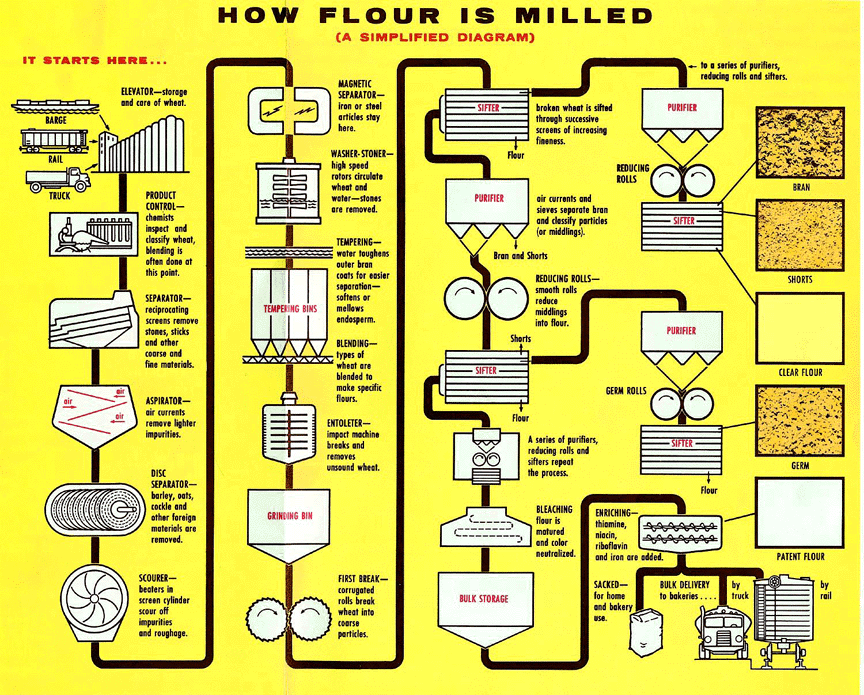 HOW FLOUR IS MILLED
(A SIMPLIFIED DIAGRAM)
IT STARTS HERE...
ELEVATOR—storage
and care of wheat.
BARGE
RAIL
TRUCK
PRODUCT
CONTROL—
chemists
inspect and
classify wheat,
blending is
often done at
this point.
SEPARATOR—
reciprocating
screens remove
stones, sticks
and other
coarse and
fine materials.
air
air
air
ASPIRATOR—
air currents
remove lighter
impurities.
DISC
SEPARATOR—
barley, oats,
cockle and
other foreign
materials are
removed.
SCOURER—
beaters in
screen cylinder
scour off
impurities
and roughage.
MAGNETIC
SEPARATOR—
iron or steel
articles stay
here.
WASHER-STONER—
high speed
rotors circulate
wheat and
water—stones
are removed.
TEMPERING—
water toughens
outer bran
coats for easier
separation—
softens or
mellows
endosperm.
TEMPERING BINS
BLENDING—
types of
wheat are
blended to
make specific
flours.
ENTOLETER—
impact machine
breaks and
removes
unsound wheat.
GRINDING BIN
FIRST BREAK—
corrugated
rolls break
wheat into
coarse
particles.
SIFTER
Flour
broken wheat is sifted
through successive
screens of increasing
fineness.
PURIFIER
air currents and
sieves separate bran
and classify particles
(or middlings).
Bran and Shorts
REDUCING ROLLS—
smooth rolls
reduce
middlings
into flour.
Shorts
SIFTER
Flour
A series of purifiers,
reducing rolls and
sifters repeat
the process.
BLEACHING
flour is
matured
and color
neutralized.
BULK STORAGE
to a series of purifiers,
reducing rolls and sifters.
PURIFIER
REDUCING
ROLLS
SIFTER
PURIFIER
GERM ROLLS
SIFTER
Flour
BRAN
SHORTS
CLEAR FLOUR
GERM
PATENT FLOUR
ENRICHING—
thiamine,
niacin,
riboflavin
and iron are added.
SACKED—
for home
and bakery
use.
BULK DELIVERY
to bakeries ....
by
truck
by
rail